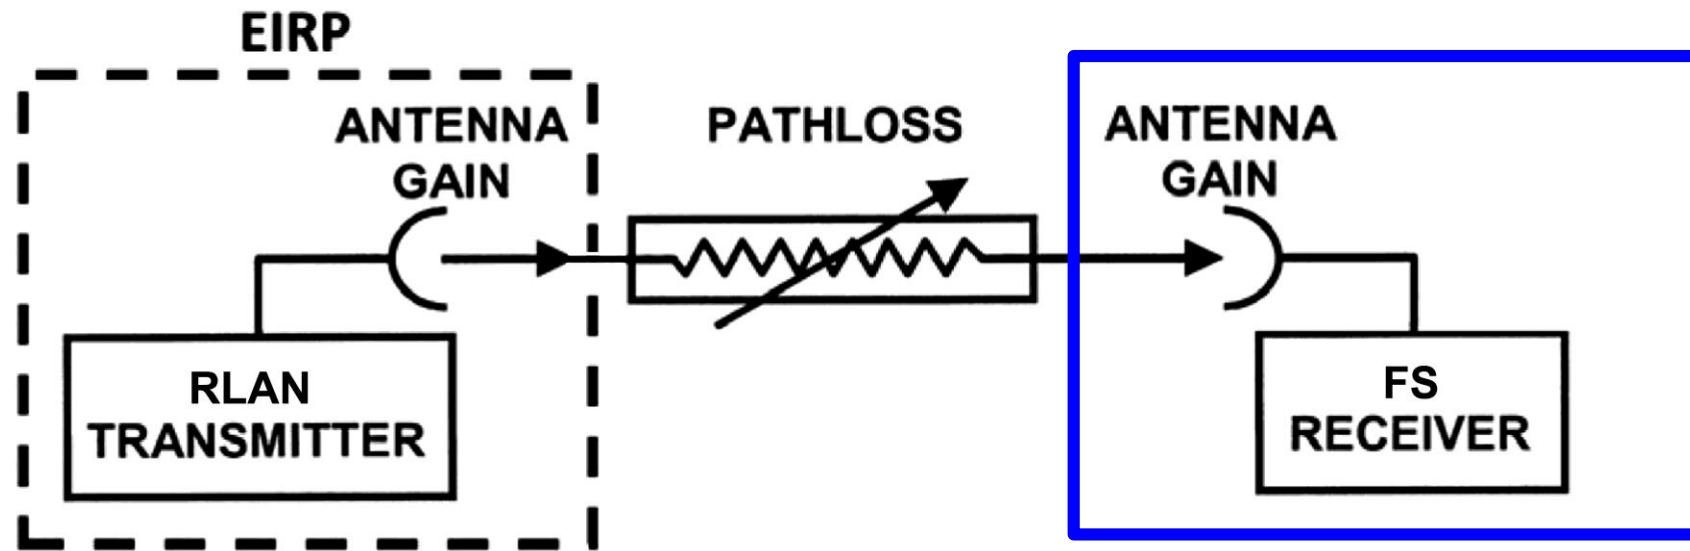 EIRP
ANTENNA
GAIN
PATHLOSS
ANTENNA
GAIN
RLAN
TRANSMITTER
FS
RECEIVER